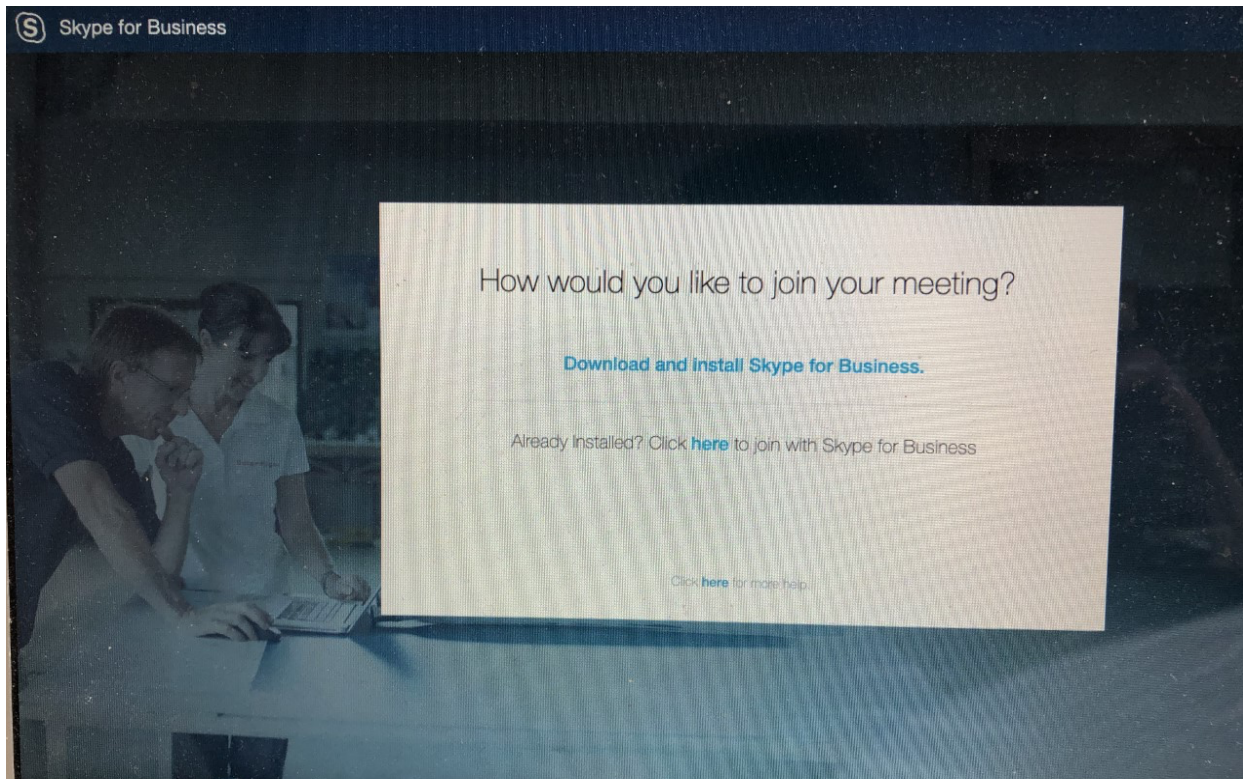 Skype for Business
How would you like to join your meeting?
Download and install Skype for Business.
Already Installed? Click here to join with Skype for Business
Click here for more help.